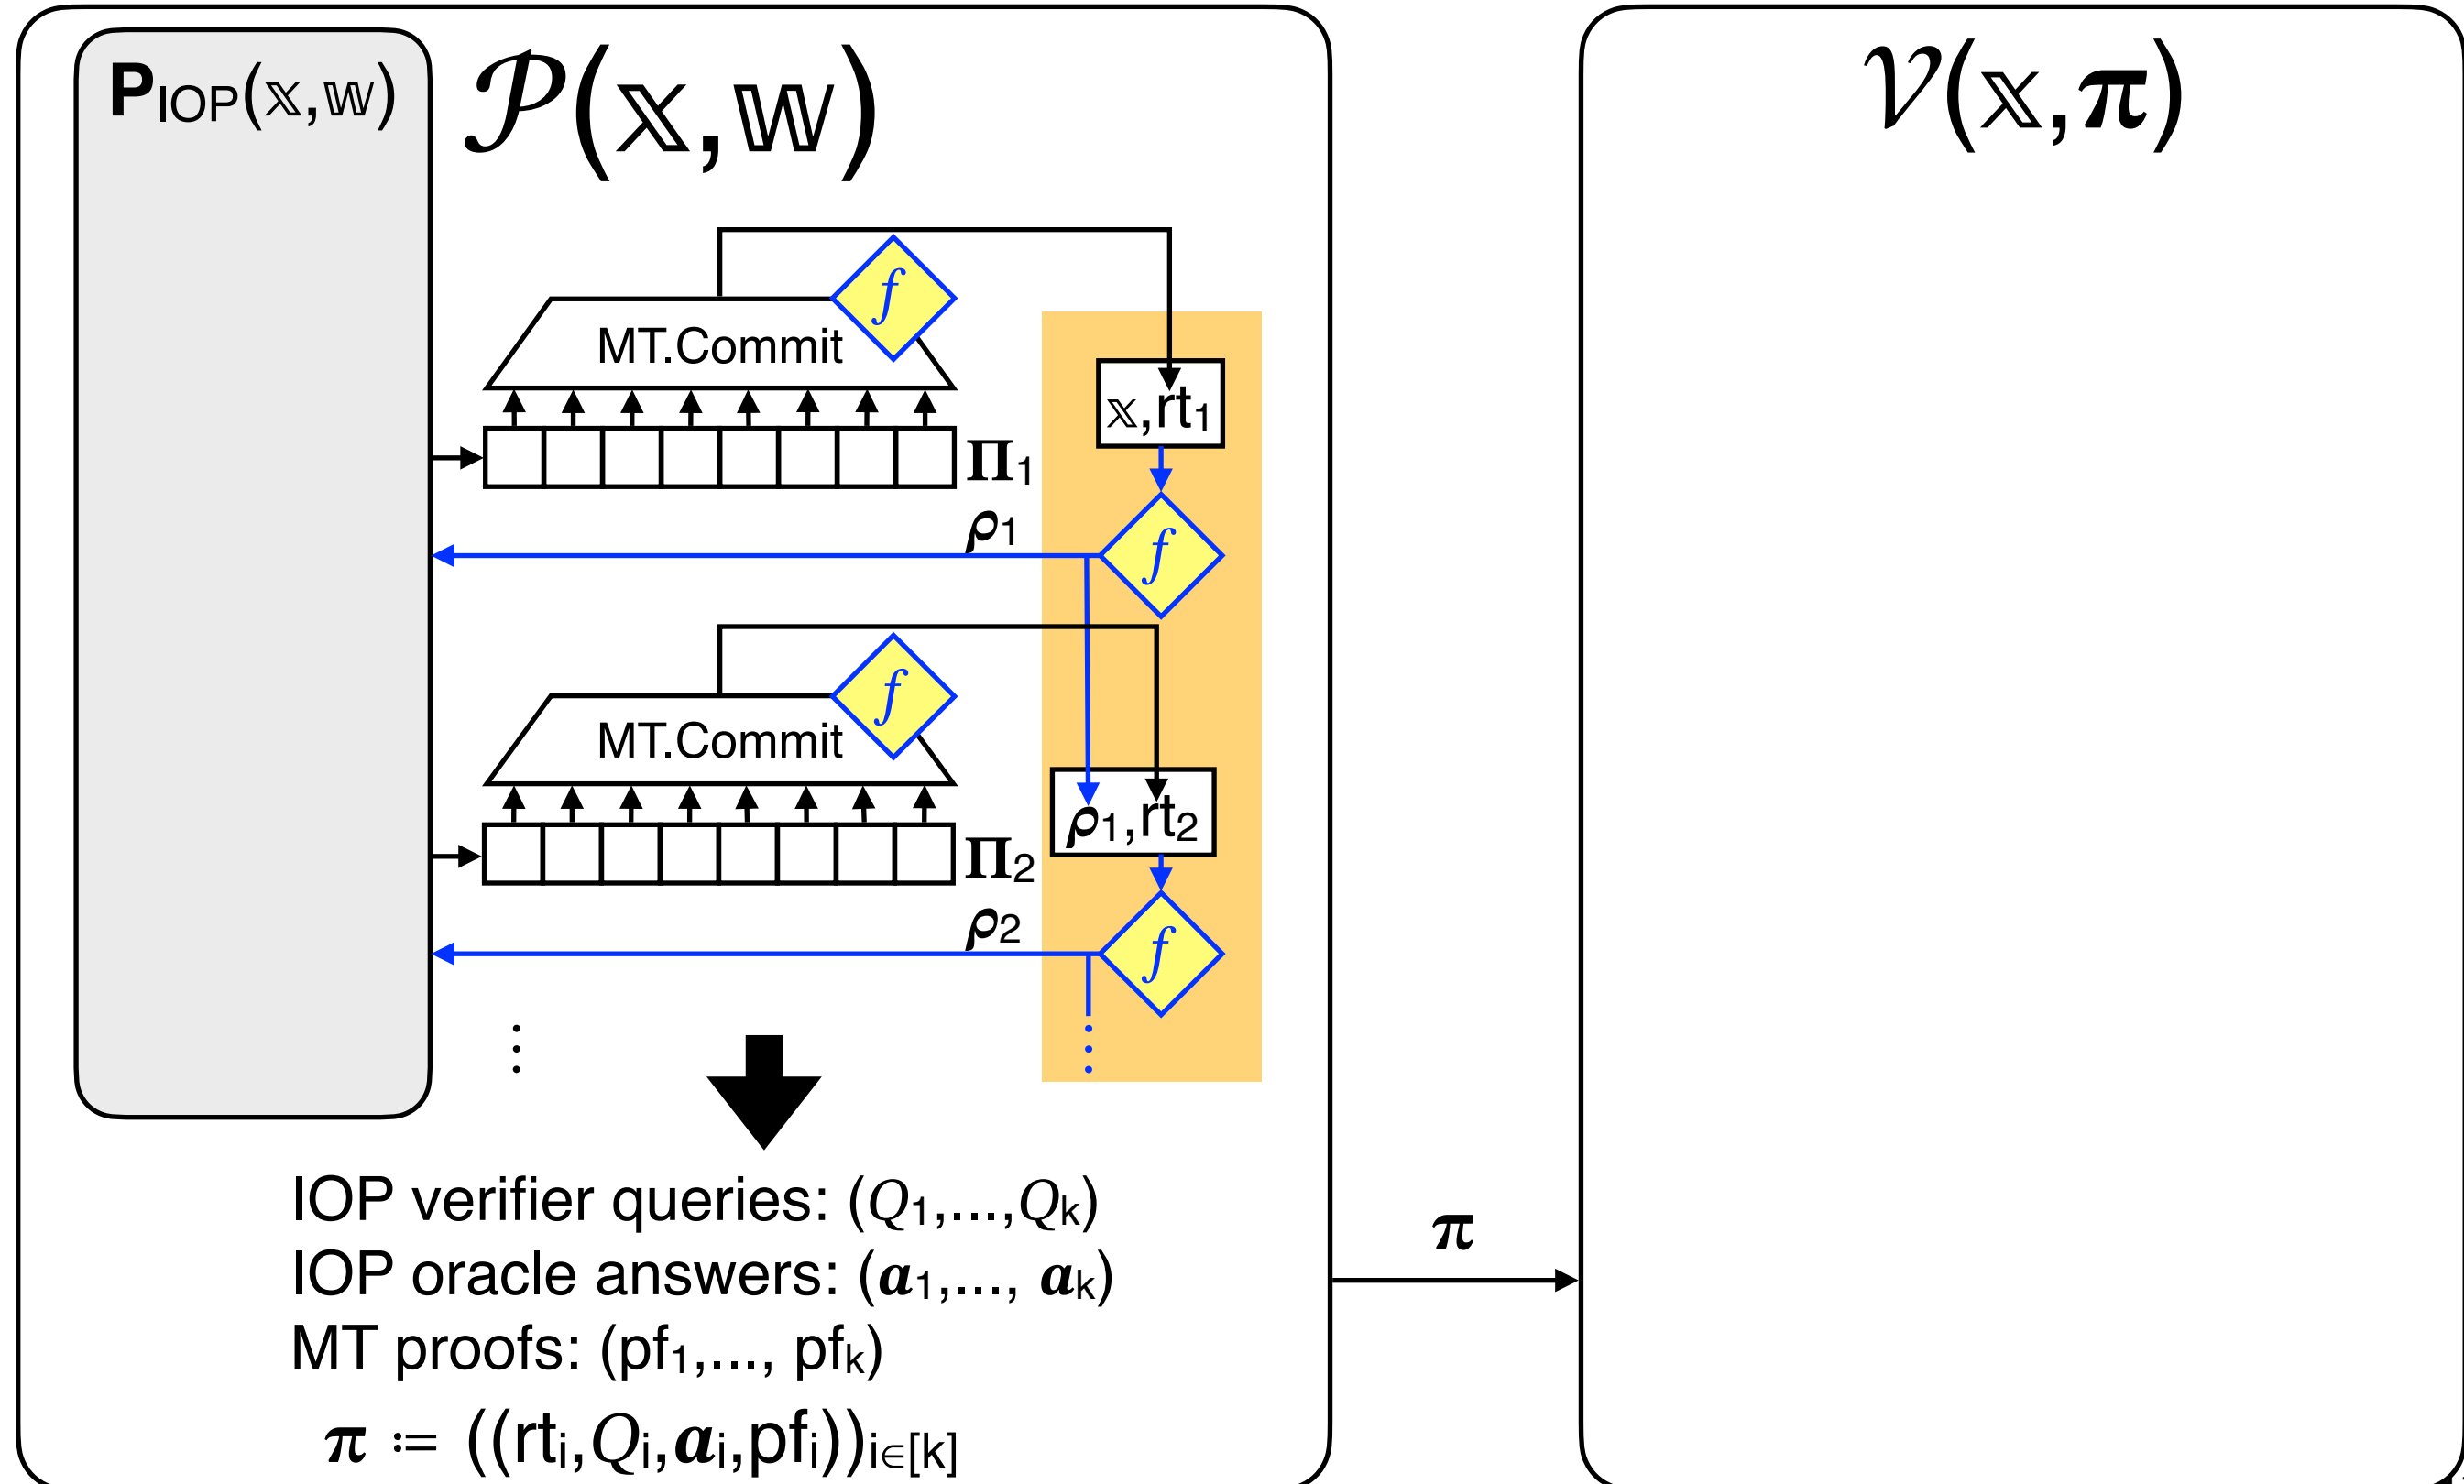 P_IOP(𝕩,𝕨)
𝒫(𝕩,𝕨)
𝒱(𝕩,π)
f
MT.Commit
𝕩,rt₁
Π₁
ρ₁
f
f
MT.Commit
ρ₁,rt₂
Π₂
ρ₂
f
⋮
⋮
IOP verifier queries: (Q₁,...,Qₖ)
IOP oracle answers: (a₁,..., aₖ)
MT proofs: (pf₁,..., pfₖ)
π := ((rtᵢ,Qᵢ,aᵢ,pfᵢ))ᵢ∈[k]
π